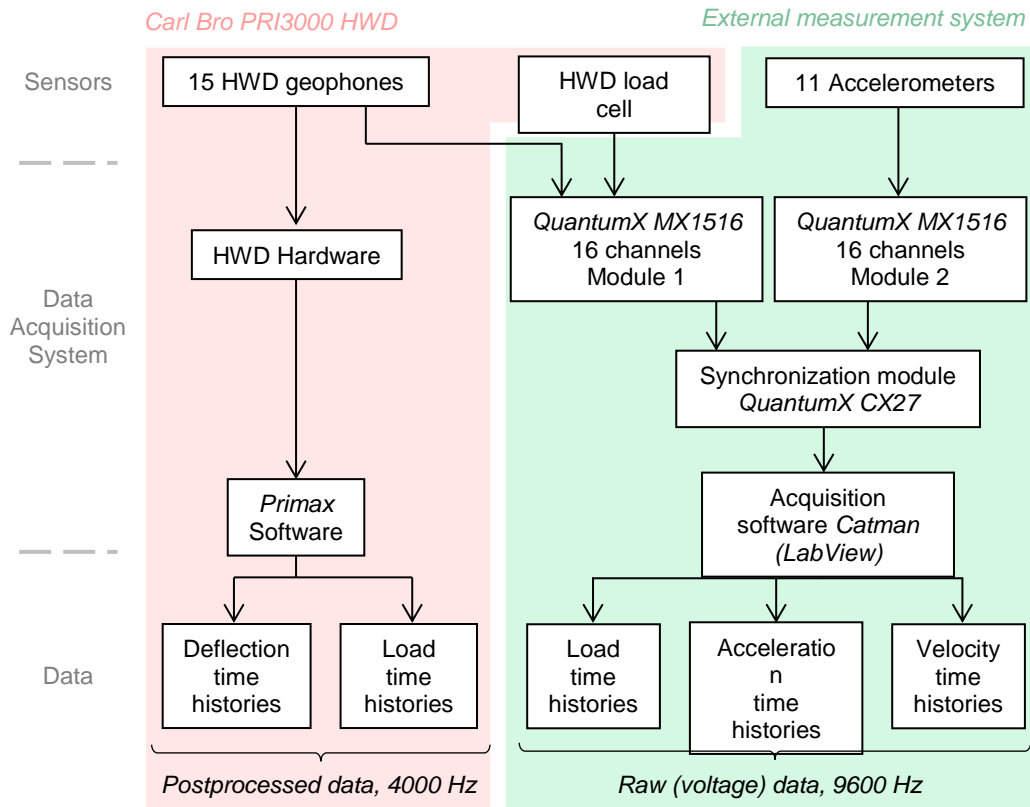 Carl Bro PRI3000 HWD
External measurement system
Sensors
15 HWD geophones
HWD load
cell
11 Accelerometers
QuantumX MX1516
16 channels
Module 1
QuantumX MX1516
16 channels
Module 2
HWD Hardware
Data
Acquisition
System
Synchronization module
QuantumX CX27
Primax
Software
Acquisition
software Catman
(LabView)
Data
Deflection
time
histories
Load
time
histories
Load
time
histories
Acceleratio
n
time
histories
Velocity
time
histories
Postprocessed data, 4000 Hz
Raw (voltage) data, 9600 Hz